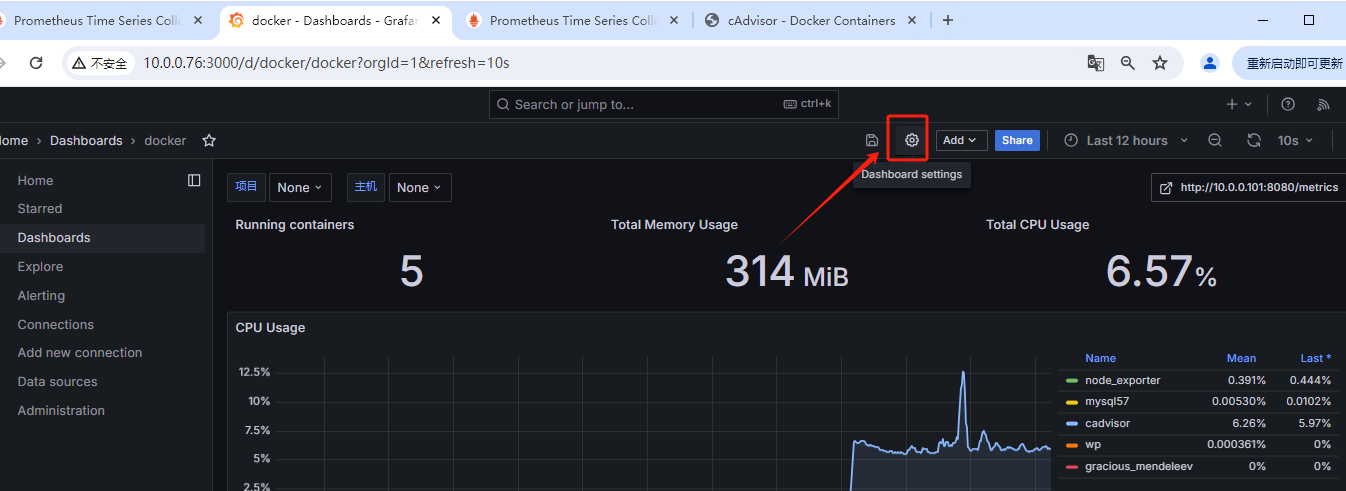 Prometheus Time Series Colle
docker - Dashboards - Grafan
Prometheus Time Series Colle
cAdvisor - Docker Containers
不安全 10.0.0.76:3000/d/docker/docker?orgId=1&refresh=10s
重新启动即可更新
Search or jump to... ctrl+k
ome > Dashboards > docker
Add Share Last 12 hours 10s
Dashboard settings
Home
Starred
Dashboards
Explore
Alerting
Connections
Add new connection
Data sources
Administration
项目 None 主机 None
http://10.0.0.101:8080/metrics
Running containers
5
Total Memory Usage
314 MiB
Total CPU Usage
6.57%
CPU Usage
12.5%
10%
7.5%
5%
2.5%
Name Mean Last *
node_exporter 0.391% 0.444%
mysql57 0.00530% 0.0102%
cadvisor 6.26% 5.97%
wp 0.000361% 0%
gracious_mendeleev 0% 0%